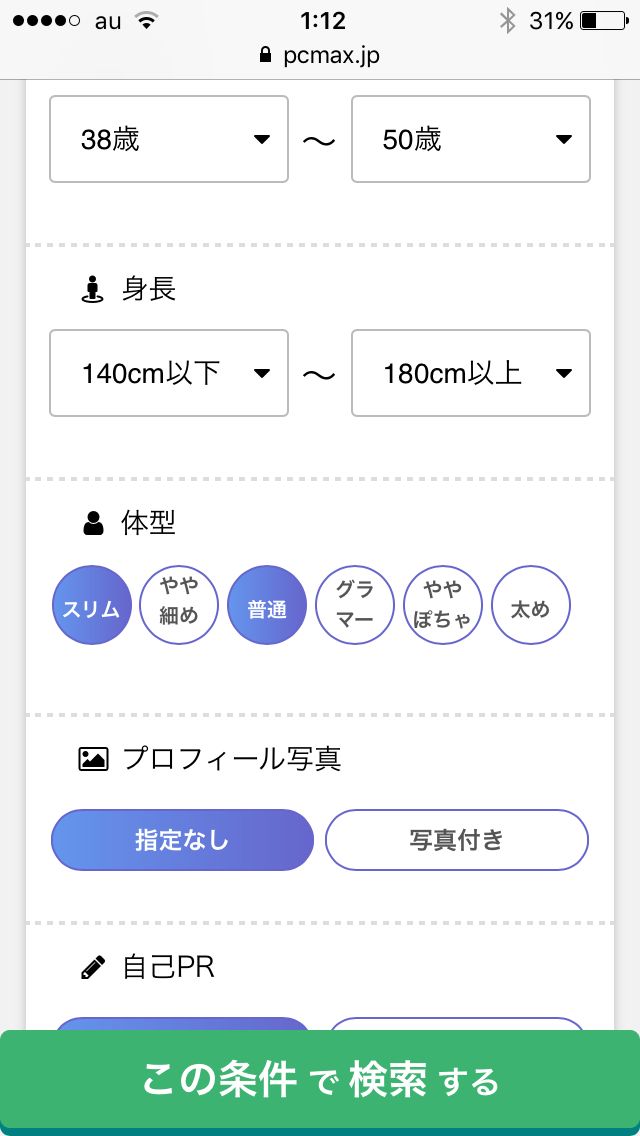 au 1:12 31%
pcmax.jp
38歳 〜 50歳
身長
140cm以下 〜 180cm以上
体型
スリム やや細め 普通 グラマー ややぽちゃ 太め
プロフィール写真
指定なし 写真付き
自己PR
この条件で検索する